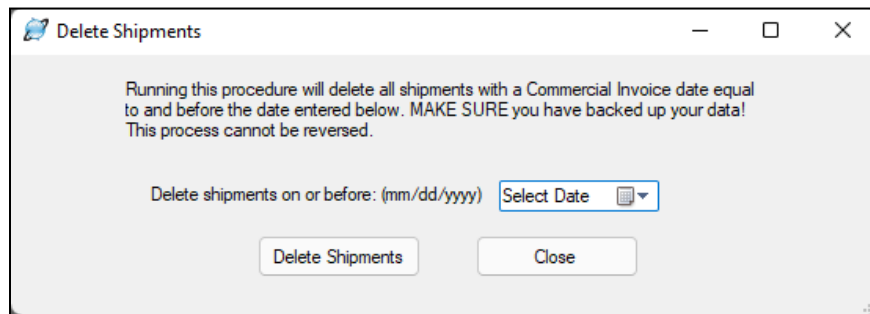 Delete Shipments
Running this procedure will delete all shipments with a Commercial Invoice date equal
to and before the date entered below. MAKE SURE you have backed up your data!
This process cannot be reversed.
Delete shipments on or before: (mm/dd/yyyy) Select Date
Delete Shipments Close